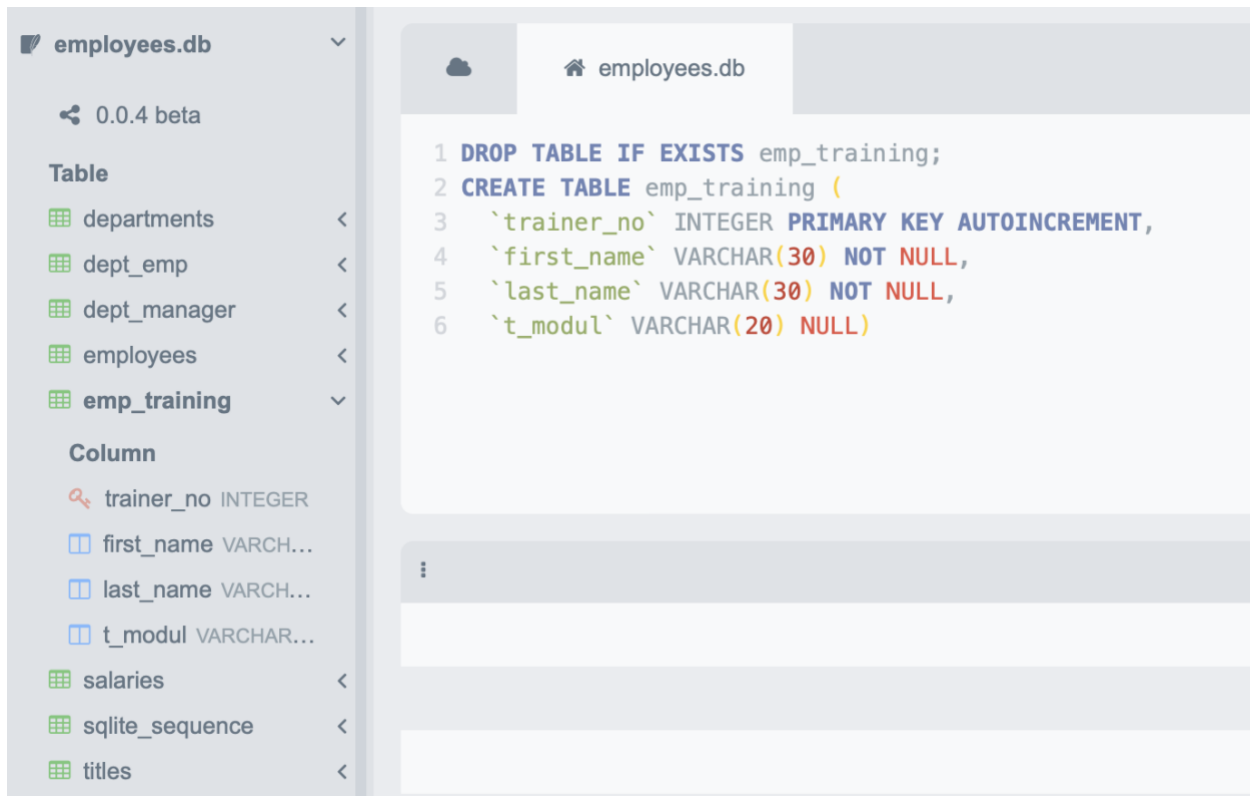 employees.db
0.0.4 beta
Table
departments
dept_emp
dept_manager
employees
emp_training
Column
trainer_no INTEGER
first_name VARCH...
last_name VARCH...
t_modul VARCHAR...
salaries
sqlite_sequence
titles
employees.db
1 DROP TABLE IF EXISTS emp_training;
2 CREATE TABLE emp_training (
3 `trainer_no` INTEGER PRIMARY KEY AUTOINCREMENT,
4 `first_name` VARCHAR(30) NOT NULL,
5 `last_name` VARCHAR(30) NOT NULL,
6 `t_modul` VARCHAR(20) NULL)